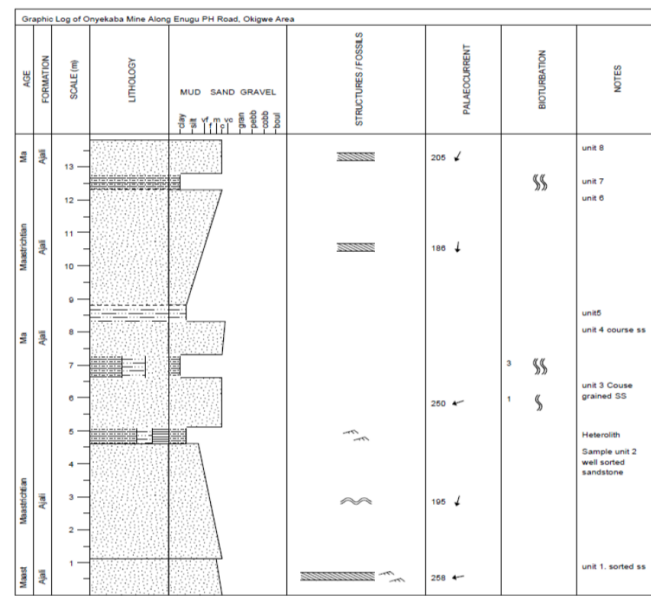 Graphic Log of Onyekaba Mine Along Enugu PH Road, Okigwe Area
AGE
FORMATION
SCALE (m)
LITHOLOGY
MUD SAND GRAVEL
clay
silt
vf
f
m
c
vc
gran
pebb
cobb
boul
STRUCTURES / FOSSILS
PALAEOCURRENT
BIOTURBATION
NOTES
Ma
Ajali
13
205
unit 8
unit 7
12
unit 6
Maastrichtian
Ajali
11
186
10
9
unit5
Ma
Ajali
8
unit 4 course ss
7
3
unit 3 Couse
grained SS
6
250
1
5
Heterolith
Sample unit 2
well sorted
sandstone
4
Maastrichtian
Ajali
3
195
2
1
unit 1. sorted ss
Maast
Ajali
258